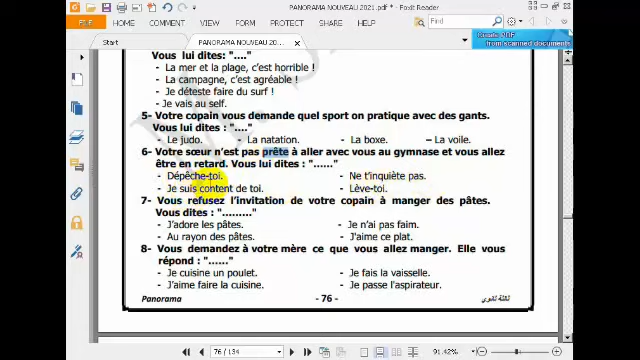 PANORAMA NOUVEAU 2021.pdf * - Foxit Reader
FILE HOME COMMENT VIEW FORM PROTECT SHARE HELP Find
Create PDF
from scanned documents
Start PANORAMA NOUVEAU 20...
Vous lui dites: "...."
- La mer et la plage, c'est horrible !
- La campagne, c'est agréable !
- Je déteste faire du surf !
- Je vais au self.
5- Votre copain vous demande quel sport on pratique avec des gants.
Vous lui dites : "....
- Le judo. - La natation. - La boxe. – La voile.
6- Votre sœur n'est pas prête à aller avec vous au gymnase et vous allez
être en retard. Vous lui dites : "......
- Dépêche-toi. - Ne t'inquiète pas.
- Je suis content de toi. - Lève-toi.
7- Vous refusez l'invitation de votre copain à manger des pâtes.
Vous dites : ".........
- J'adore les pâtes. - Je n'ai pas faim.
- Au rayon des pâtes. - J'aime ce plat.
8- Vous demandez à votre mère ce que vous allez manger. Elle vous
répond : "......"
- Je cuisine un poulet. - Je fais la vaisselle.
- J'aime faire la cuisine. - Je passe l'aspirateur.
Panorama - 76 - ثالثة ثانوي
76 / 134 91.42%